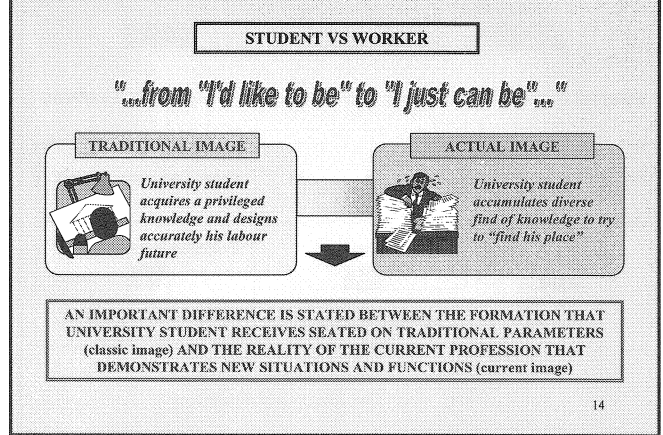 STUDENT VS WORKER
"...from "I'd like to be" to "I just can be"..."
TRADITIONAL IMAGE
University student
acquires a privileged
knowledge and designs
accurately his labour
future
ACTUAL IMAGE
University student
accumulates diverse
find of knowledge to try
to “find his place”
AN IMPORTANT DIFFERENCE IS STATED BETWEEN THE FORMATION THAT
UNIVERSITY STUDENT RECEIVES SEATED ON TRADITIONAL PARAMETERS
(classic image) AND THE REALITY OF THE CURRENT PROFESSION THAT
DEMONSTRATES NEW SITUATIONS AND FUNCTIONS (current image)
14